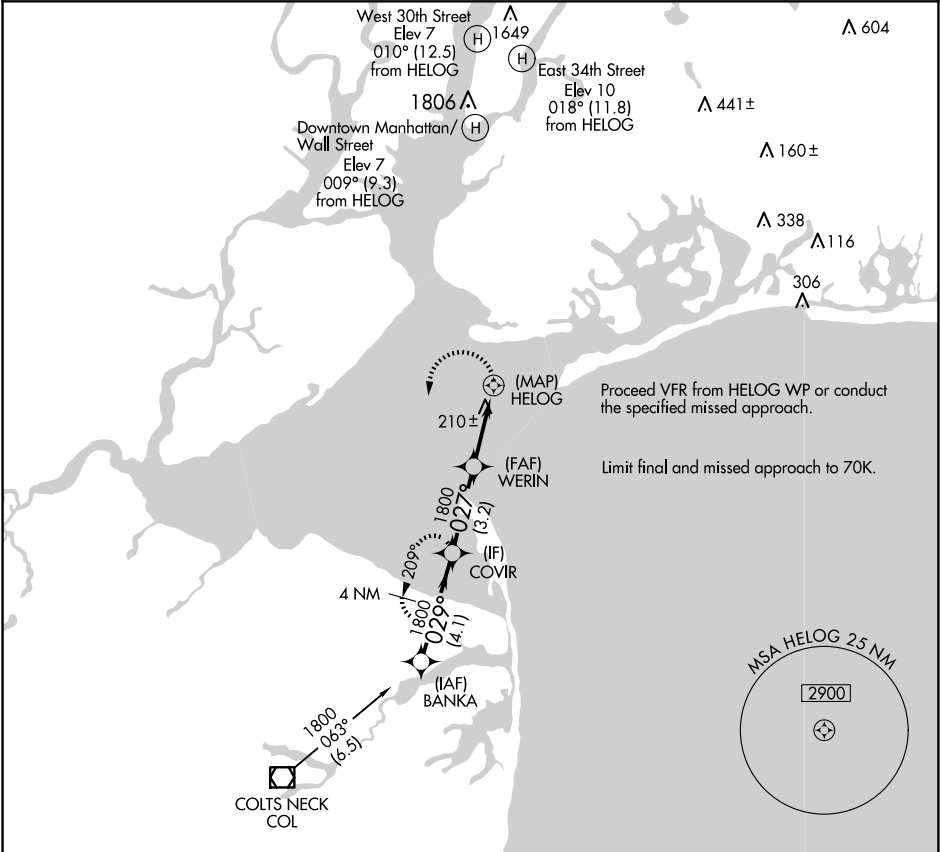 West 30th Street
Elev 7
010° (12.5)
from HELOG
H
1649
604
H
East 34th Street
Elev 10
018° (11.8)
from HELOG
1806
441±
Downtown Manhattan/
Wall Street
Elev 7
009° (9.3)
from HELOG
H
160±
338
116
306
(MAP)
HELOG
Proceed VFR from HELOG WP or conduct
the specified missed approach.
210±
(FAF)
WERIN
Limit final and missed approach to 70K.
1800
027°
(3.2)
(IF)
COVIR
209°
4 NM
1800
029°
(4.1)
(IAF)
BANKA
MSA HELOG 25 NM
2900
1800
063°
(6.5)
COLTS NECK
COL